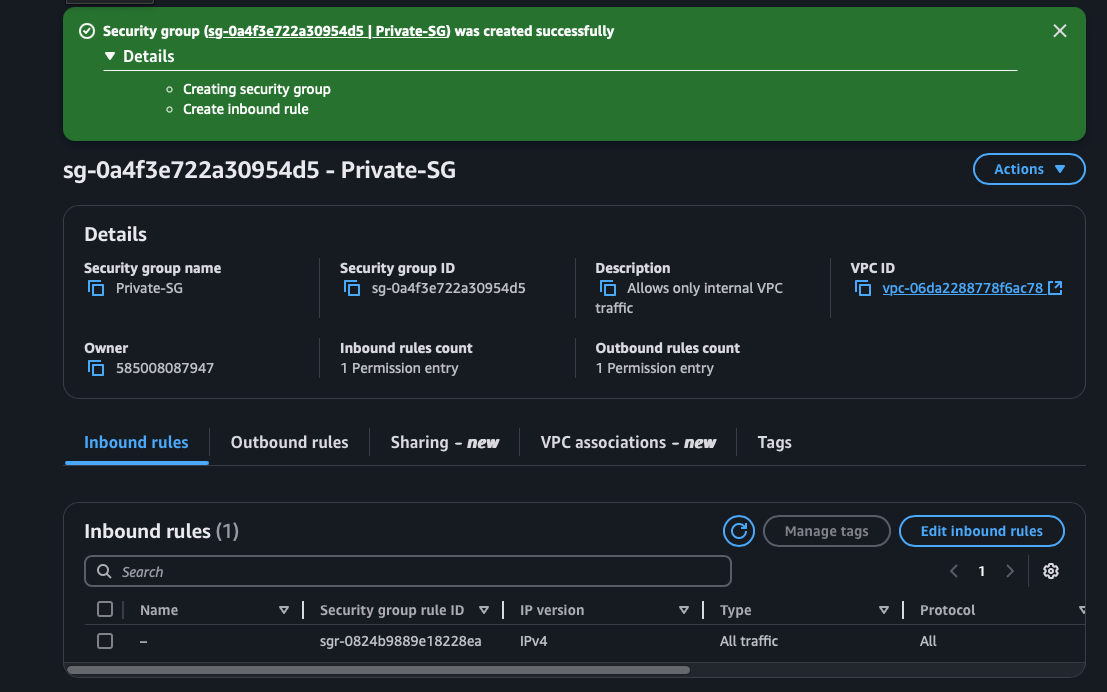 Security group (sg-0a4f3e722a30954d5 | Private-SG) was created successfully
Details
Creating security group
Create inbound rule
sg-0a4f3e722a30954d5 - Private-SG
Actions
Details
Security group name
Private-SG
Security group ID
sg-0a4f3e722a30954d5
Description
Allows only internal VPC
traffic
VPC ID
vpc-06da2288778f6ac78
Owner
585008087947
Inbound rules count
1 Permission entry
Outbound rules count
1 Permission entry
Inbound rules
Outbound rules
Sharing - new
VPC associations - new
Tags
Inbound rules (1)
Manage tags
Edit inbound rules
Search
1
Name
Security group rule ID
IP version
Type
Protocol
–
sgr-0824b9889e18228ea
IPv4
All traffic
All